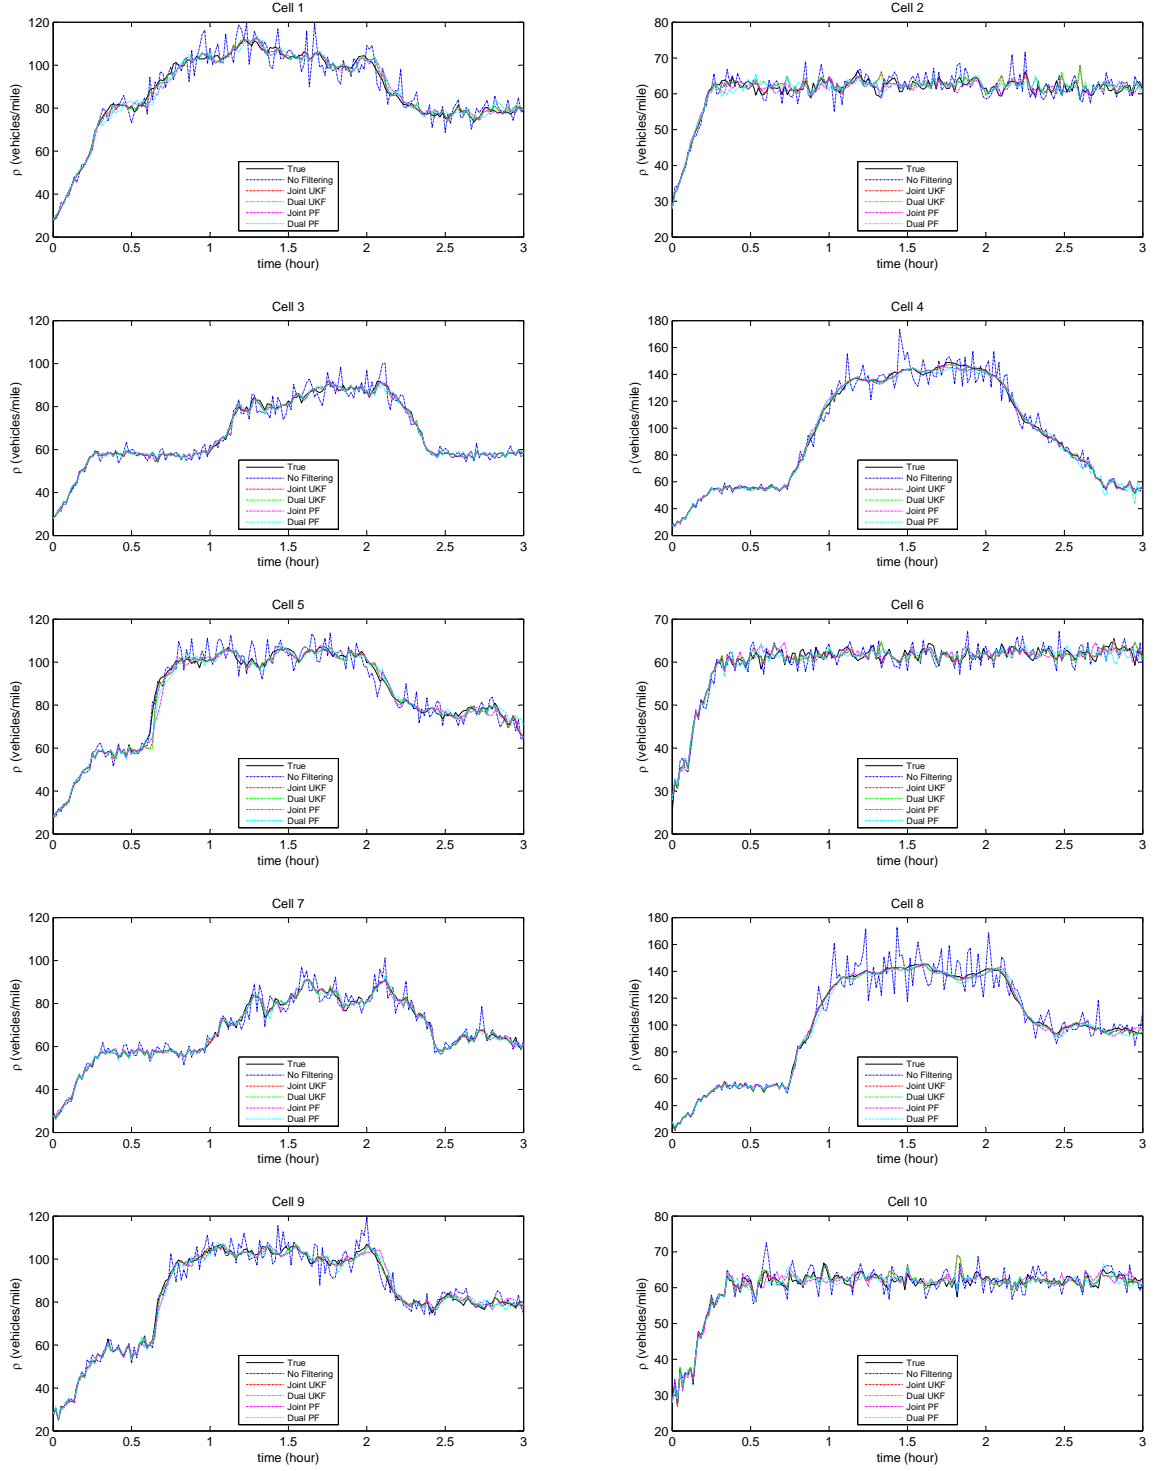 Cell 1
120
100
80
60
40
20
ρ (vehicles/mile)
0 0.5 1 1.5 2 2.5 3
time (hour)
True
No Filtering
Joint UKF
Dual UKF
Joint PF
Dual PF
Cell 2
80
70
60
50
40
30
20
ρ (vehicles/mile)
0 0.5 1 1.5 2 2.5 3
time (hour)
True
No Filtering
Joint UKF
Dual UKF
Joint PF
Dual PF
Cell 3
120
100
80
60
40
20
ρ (vehicles/mile)
0 0.5 1 1.5 2 2.5 3
time (hour)
True
No Filtering
Joint UKF
Dual UKF
Joint PF
Dual PF
Cell 4
180
160
140
120
100
80
60
40
20
ρ (vehicles/mile)
0 0.5 1 1.5 2 2.5 3
time (hour)
True
No Filtering
Joint UKF
Dual UKF
Joint PF
Dual PF
Cell 5
120
100
80
60
40
20
ρ (vehicles/mile)
0 0.5 1 1.5 2 2.5 3
time (hour)
True
No Filtering
Joint UKF
Dual UKF
Joint PF
Dual PF
Cell 6
70
60
50
40
30
20
ρ (vehicles/mile)
0 0.5 1 1.5 2 2.5 3
time (hour)
True
No Filtering
Joint UKF
Dual UKF
Joint PF
Dual PF
Cell 7
120
100
80
60
40
20
ρ (vehicles/mile)
0 0.5 1 1.5 2 2.5 3
time (hour)
True
No Filtering
Joint UKF
Dual UKF
Joint PF
Dual PF
Cell 8
180
160
140
120
100
80
60
40
20
ρ (vehicles/mile)
0 0.5 1 1.5 2 2.5 3
time (hour)
True
No Filtering
Joint UKF
Dual UKF
Joint PF
Dual PF
Cell 9
120
100
80
60
40
20
ρ (vehicles/mile)
0 0.5 1 1.5 2 2.5 3
time (hour)
True
No Filtering
Joint UKF
Dual UKF
Joint PF
Dual PF
Cell 10
80
70
60
50
40
30
20
ρ (vehicles/mile)
0 0.5 1 1.5 2 2.5 3
time (hour)
True
No Filtering
Joint UKF
Dual UKF
Joint PF
Dual PF